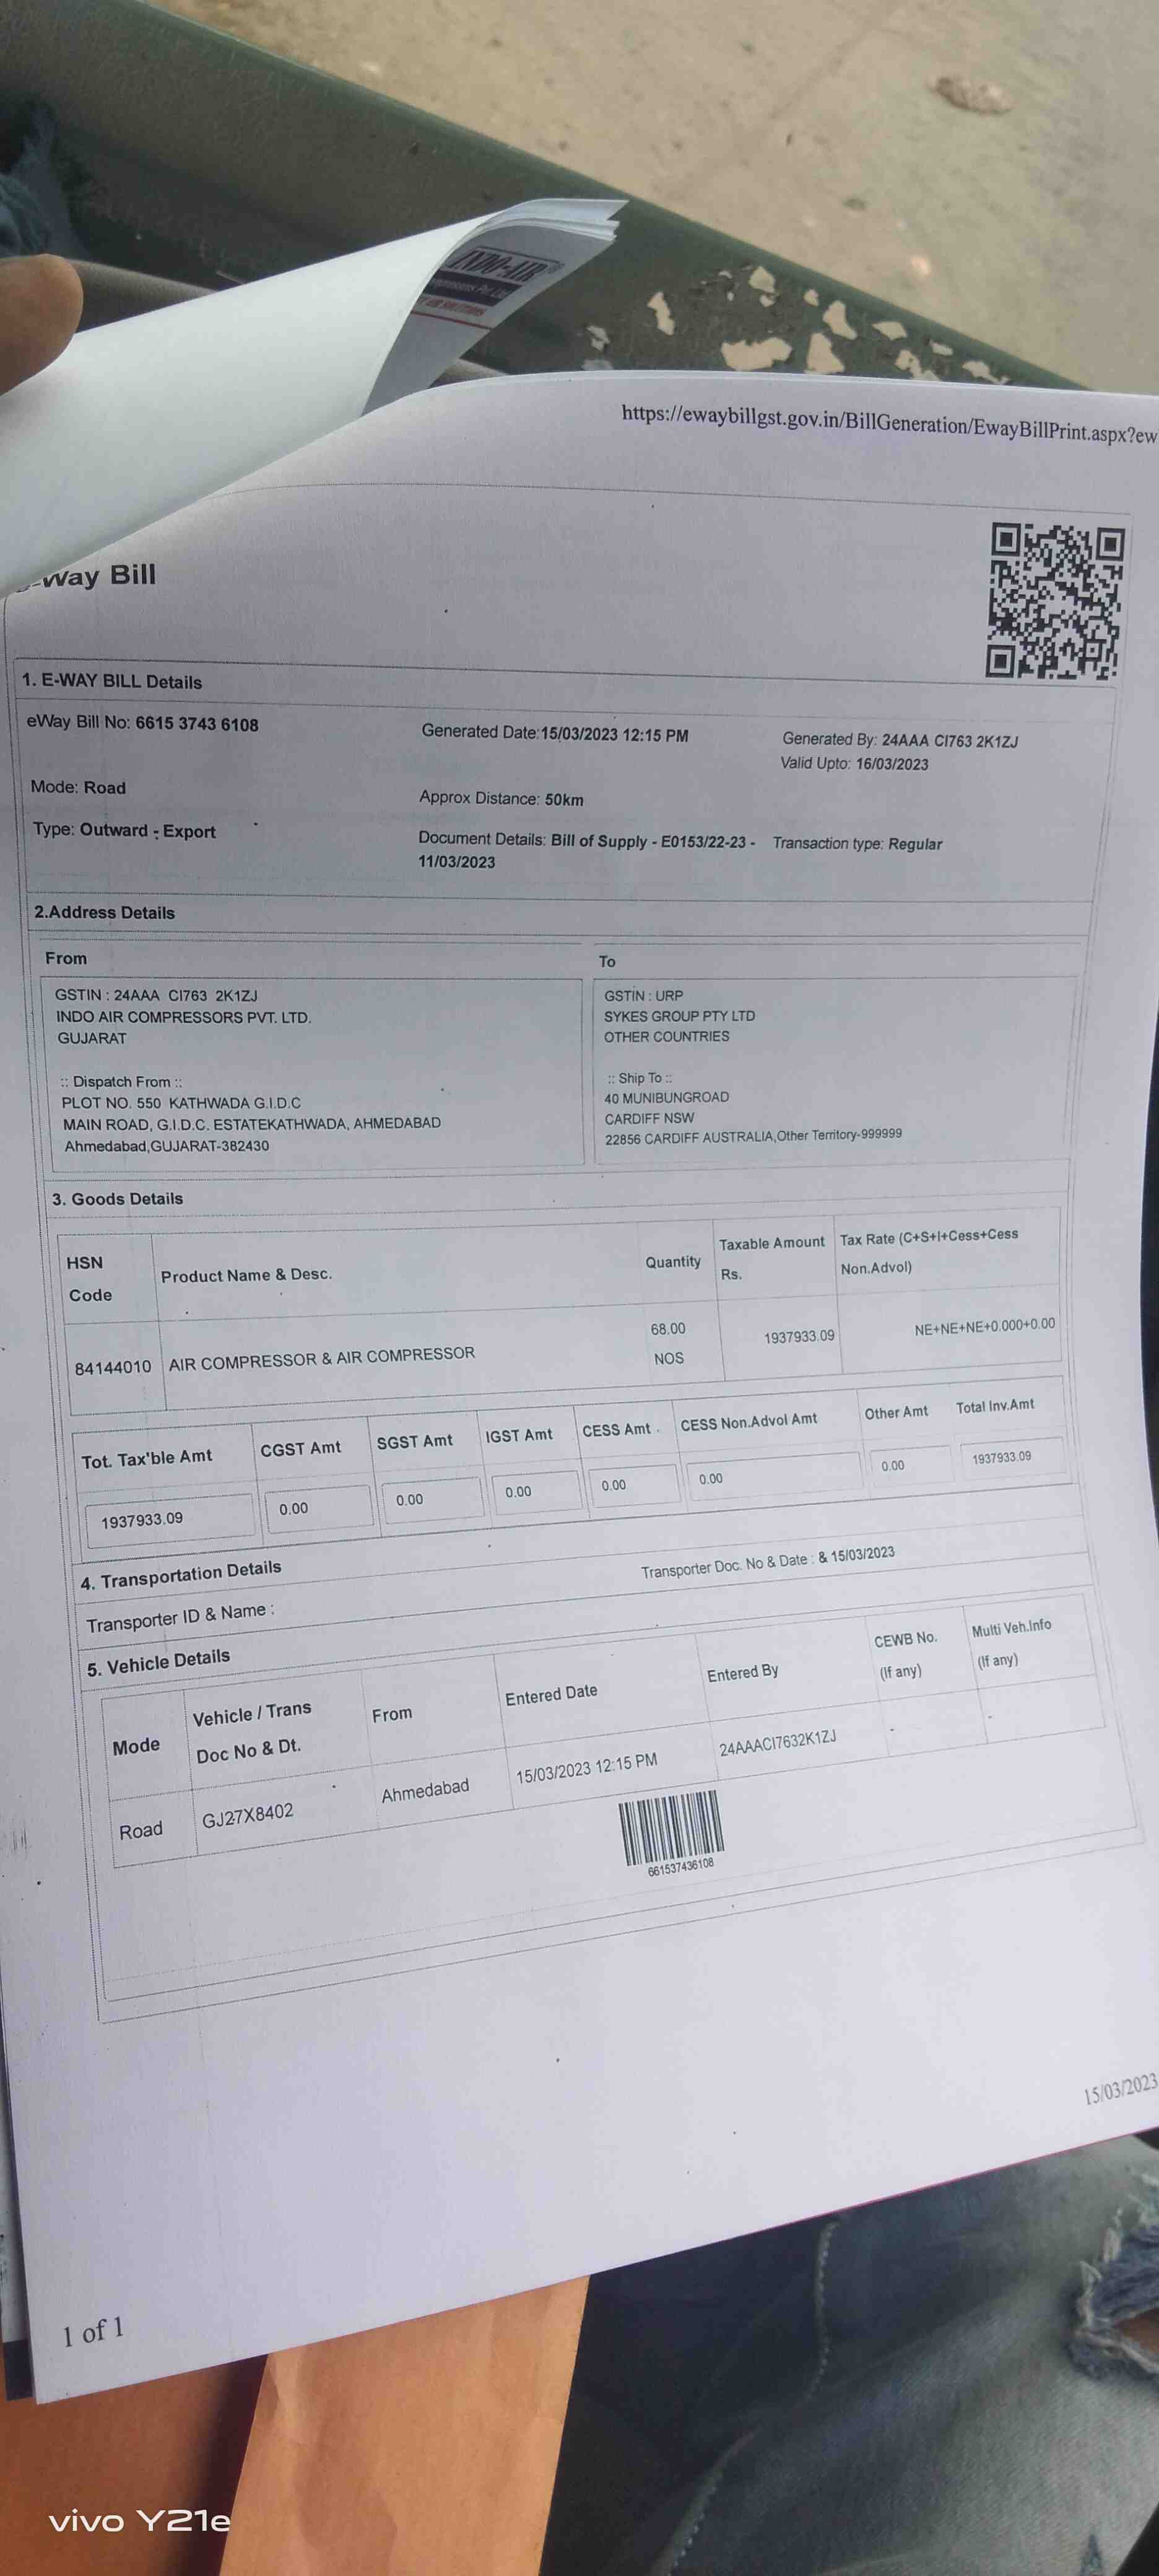 INDO-AIR
https://ewaybillgst.gov.in/BillGeneration/EwayBillPrint.aspx?ew
-Way Bill
1. E-WAY BILL Details
eWay Bill No: 6615 3743 6108 Generated Date:15/03/2023 12:15 PM Generated By: 24AAA CI763 2K1ZJ
Valid Upto: 16/03/2023
Mode: Road Approx Distance: 50km
Type: Outward - Export Document Details: Bill of Supply - E0153/22-23 - Transaction type: Regular
11/03/2023
2.Address Details
From To
GSTIN : 24AAA CI763 2K1ZJ GSTIN : URP
INDO AIR COMPRESSORS PVT. LTD. SYKES GROUP PTY LTD
GUJARAT OTHER COUNTRIES
:: Dispatch From :: :: Ship To ::
PLOT NO. 550 KATHWADA G.I.D.C 40 MUNIBUNGROAD
MAIN ROAD, G.I.D.C. ESTATEKATHWADA, AHMEDABAD CARDIFF NSW
Ahmedabad,GUJARAT-382430 22856 CARDIFF AUSTRALIA,Other Territory-999999
3. Goods Details
HSN Code Product Name & Desc. Quantity Taxable Amount Rs. Tax Rate (C+S+I+Cess+Cess Non.Advol)
84144010 AIR COMPRESSOR & AIR COMPRESSOR 68.00 NOS 1937933.09 NE+NE+NE+0.000+0.00
Tot. Tax'ble Amt CGST Amt SGST Amt IGST Amt CESS Amt CESS Non.Advol Amt Other Amt Total Inv.Amt
1937933.09 0.00 0.00 0.00 0.00 0.00 0.00 1937933.09
4. Transportation Details
Transporter ID & Name : Transporter Doc. No & Date : & 15/03/2023
5. Vehicle Details
Mode Vehicle / Trans Doc No & Dt. From Entered Date Entered By CEWB No. (If any) Multi Veh.Info (If any)
Road GJ27X8402 Ahmedabad 15/03/2023 12:15 PM 24AAACI7632K1ZJ - -
661537436108
15/03/2023
1 of 1
vivo Y21e